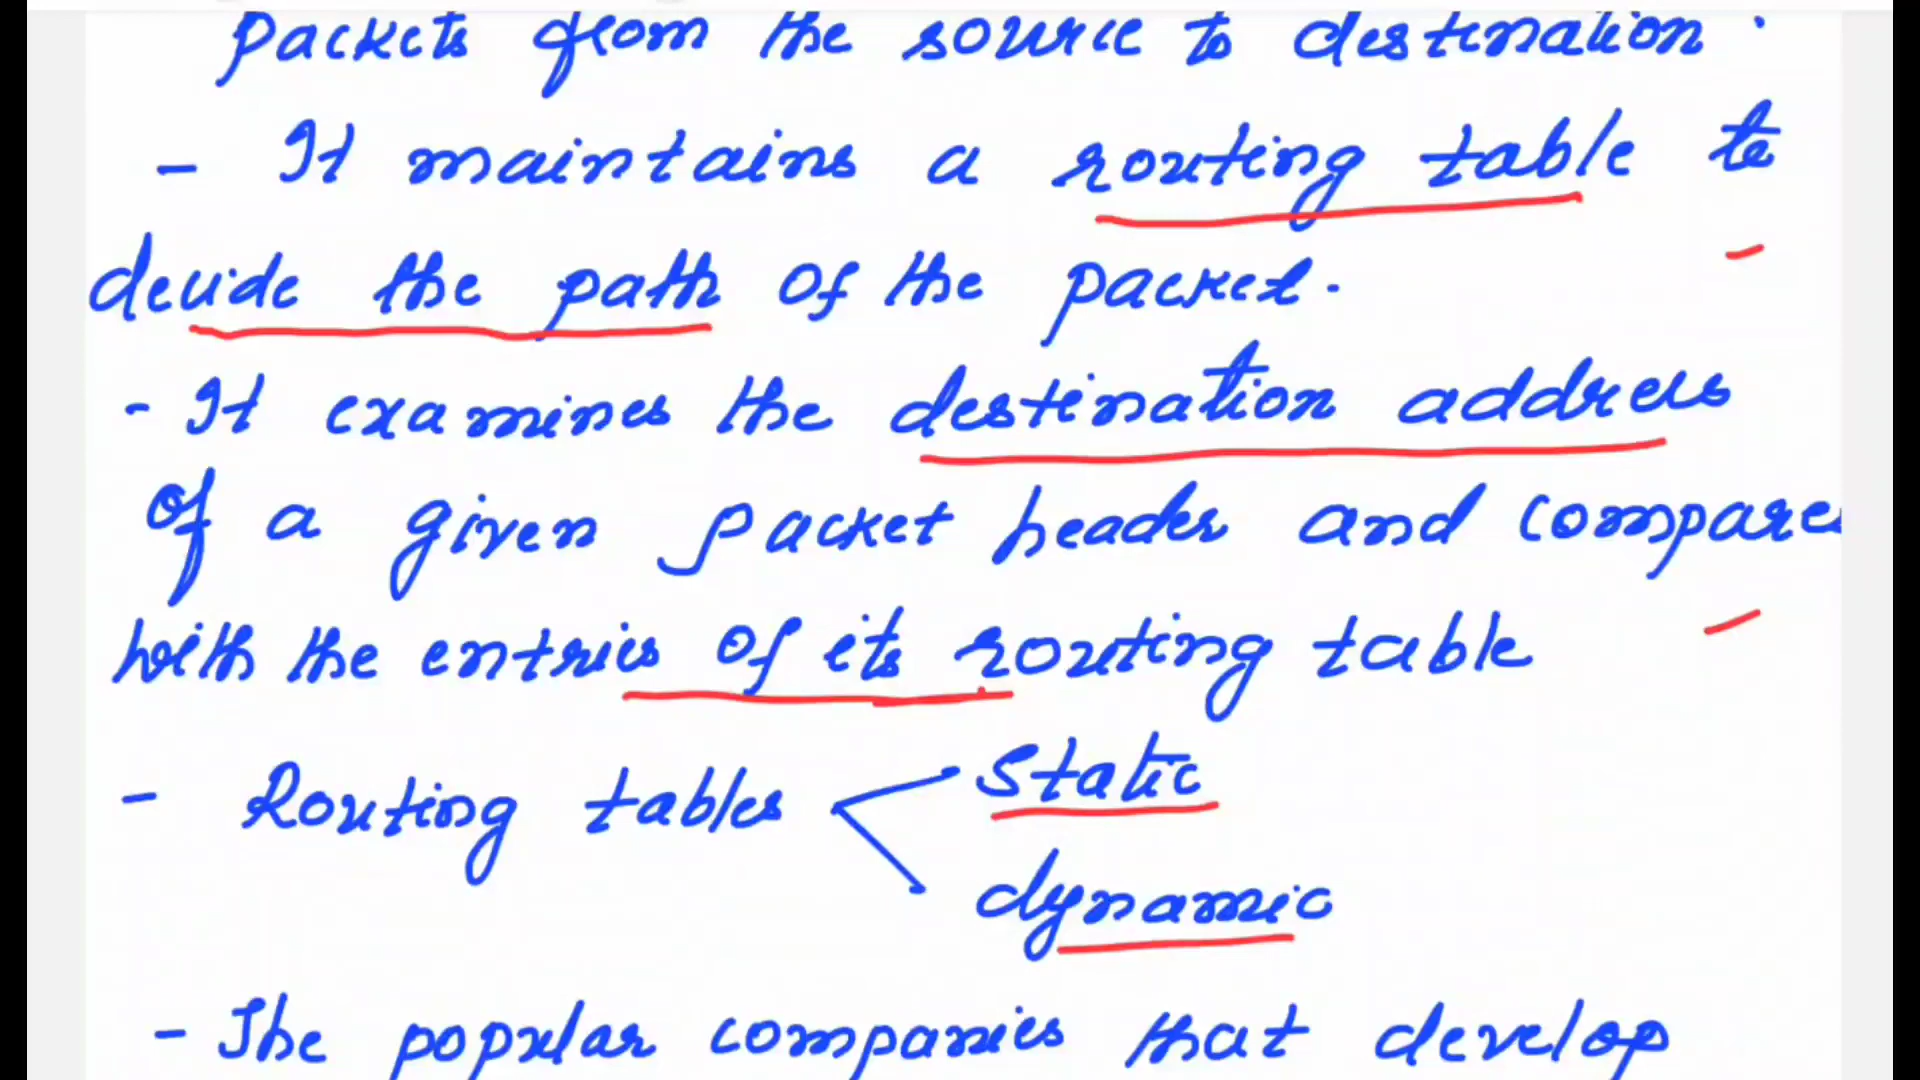 packets from the source to destination.
- It maintains a routing table to
decide the path of the packet.
- It examines the destination address
of a given packet header and compares
with the entries of its routing table
- Routing tables
static
dynamic
- The popular companies that develop